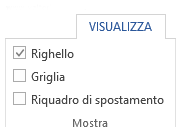 VISUALIZZA
Righello
Griglia
Riquadro di spostamento
Mostra